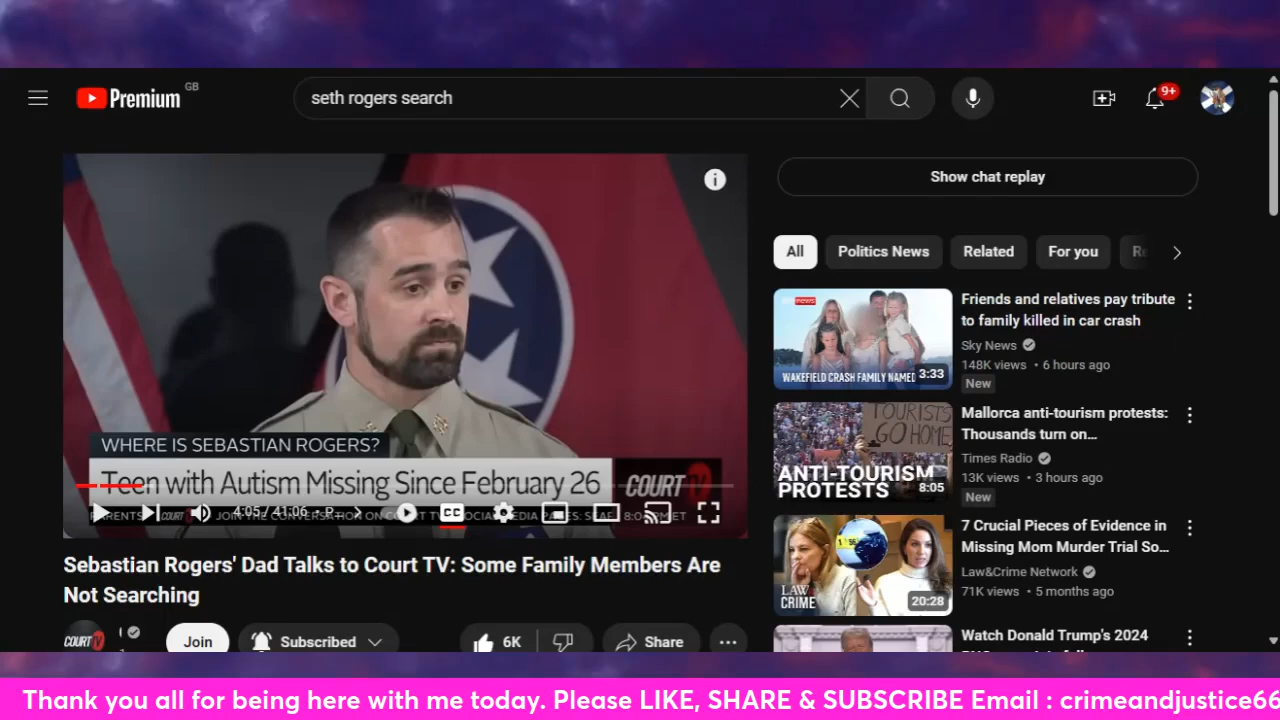 Premium GB
seth rogers search
9+
Show chat replay
All
Politics News
Related
For you
WHERE IS SEBASTIAN ROGERS?
Teen with Autism Missing Since February 26
COURT TV
4:05 / 41:06
CC
Sebastian Rogers' Dad Talks to Court TV: Some Family Members Are
Not Searching
COURT TV
Join
Subscribed
6K
Share
WAKEFIELD CRASH FAMILY NAMED
3:33
Friends and relatives pay tribute
to family killed in car crash
Sky News
148K views • 6 hours ago
New
TOURISTS
GO HOME
ANTI-TOURISM
PROTESTS
8:05
Mallorca anti-tourism protests:
Thousands turn on...
Times Radio
13K views • 3 hours ago
New
LAW&
CRIME
20:28
7 Crucial Pieces of Evidence in
Missing Mom Murder Trial So...
Law&Crime Network
71K views • 5 months ago
Watch Donald Trump's 2024
Thank you all for being here with me today. Please LIKE, SHARE & SUBSCRIBE Email : crimeandjustice66